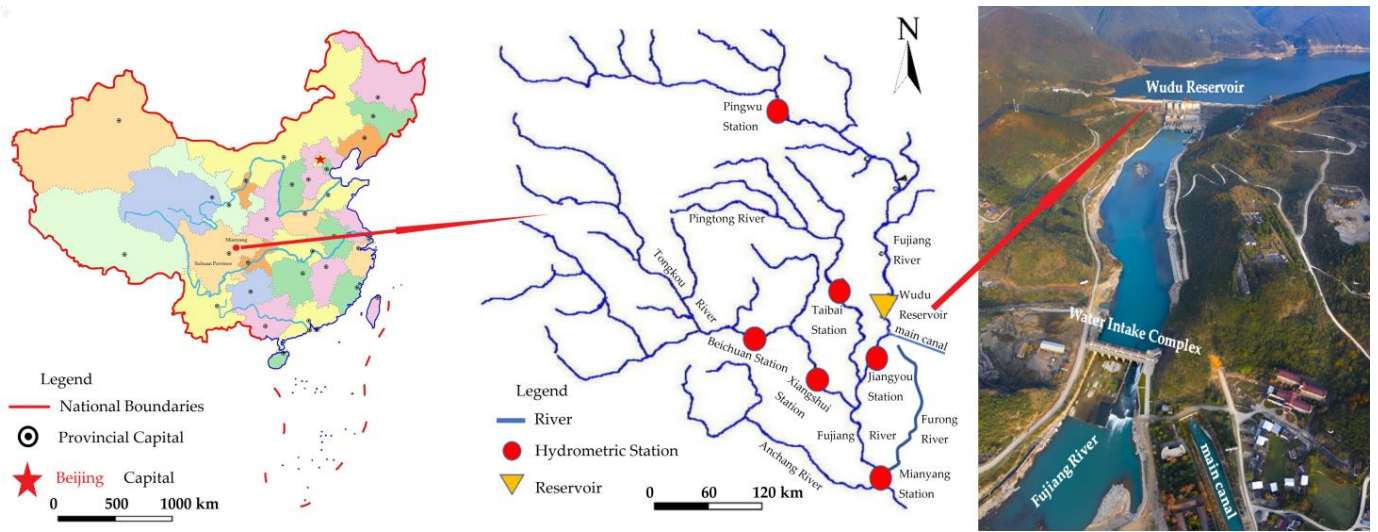 Mianyang
Sichuan Province
Legend
National Boundaries
Provincial Capital
Beijing Capital
0 500 1000 km
N
Pingwu
Station
Pingtong River
Tongkou
River
Fujiang
River
Taibai
Station
Wudu
Reservoir
main canal
Beichuan Station
Xiangshui
Station
Jiangyou
Station
Furong
River
Fujiang River
Anchang River
Mianyang
Station
Legend
River
Hydrometric Station
Reservoir
0 60 120 km
Wudu Reservoir
Water Intake Complex
Fujiang River
main canal